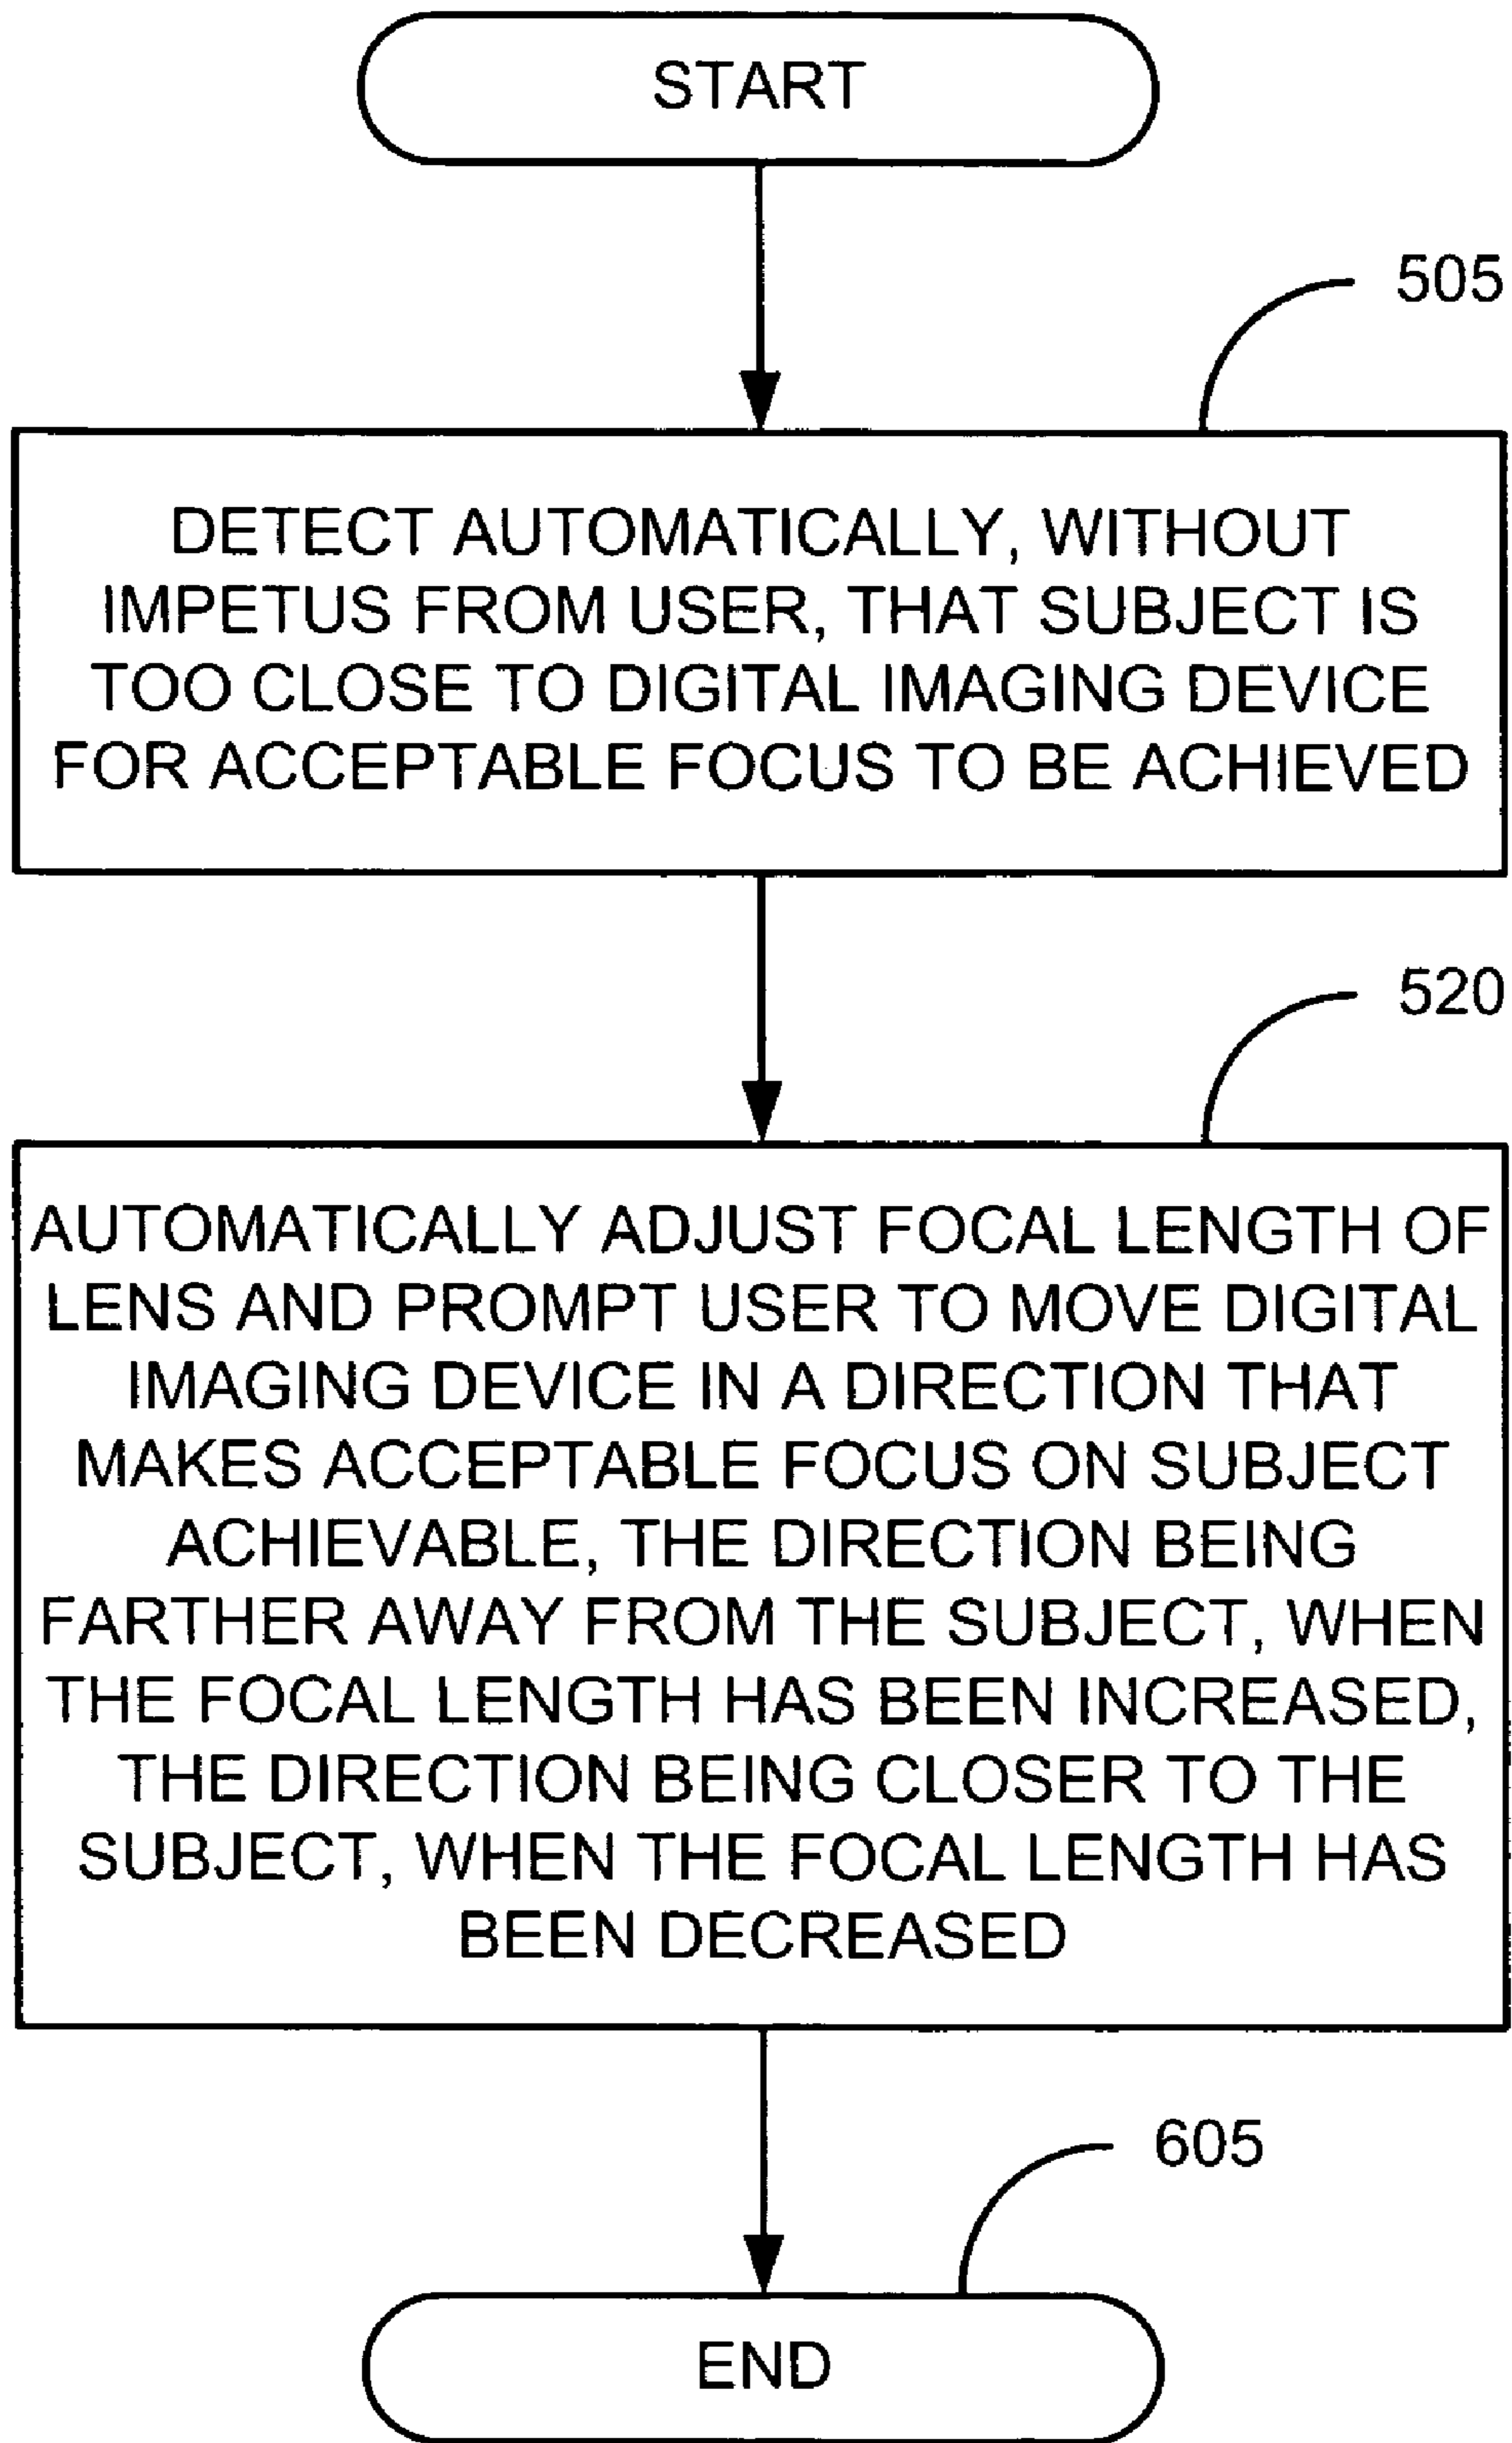 START
505
DETECT AUTOMATICALLY, WITHOUT
IMPETUS FROM USER, THAT SUBJECT IS
TOO CLOSE TO DIGITAL IMAGING DEVICE
FOR ACCEPTABLE FOCUS TO BE ACHIEVED
520
AUTOMATICALLY ADJUST FOCAL LENGTH OF
LENS AND PROMPT USER TO MOVE DIGITAL
IMAGING DEVICE IN A DIRECTION THAT
MAKES ACCEPTABLE FOCUS ON SUBJECT
ACHIEVABLE, THE DIRECTION BEING
FARTHER AWAY FROM THE SUBJECT, WHEN
THE FOCAL LENGTH HAS BEEN INCREASED,
THE DIRECTION BEING CLOSER TO THE
SUBJECT, WHEN THE FOCAL LENGTH HAS
BEEN DECREASED
605
END